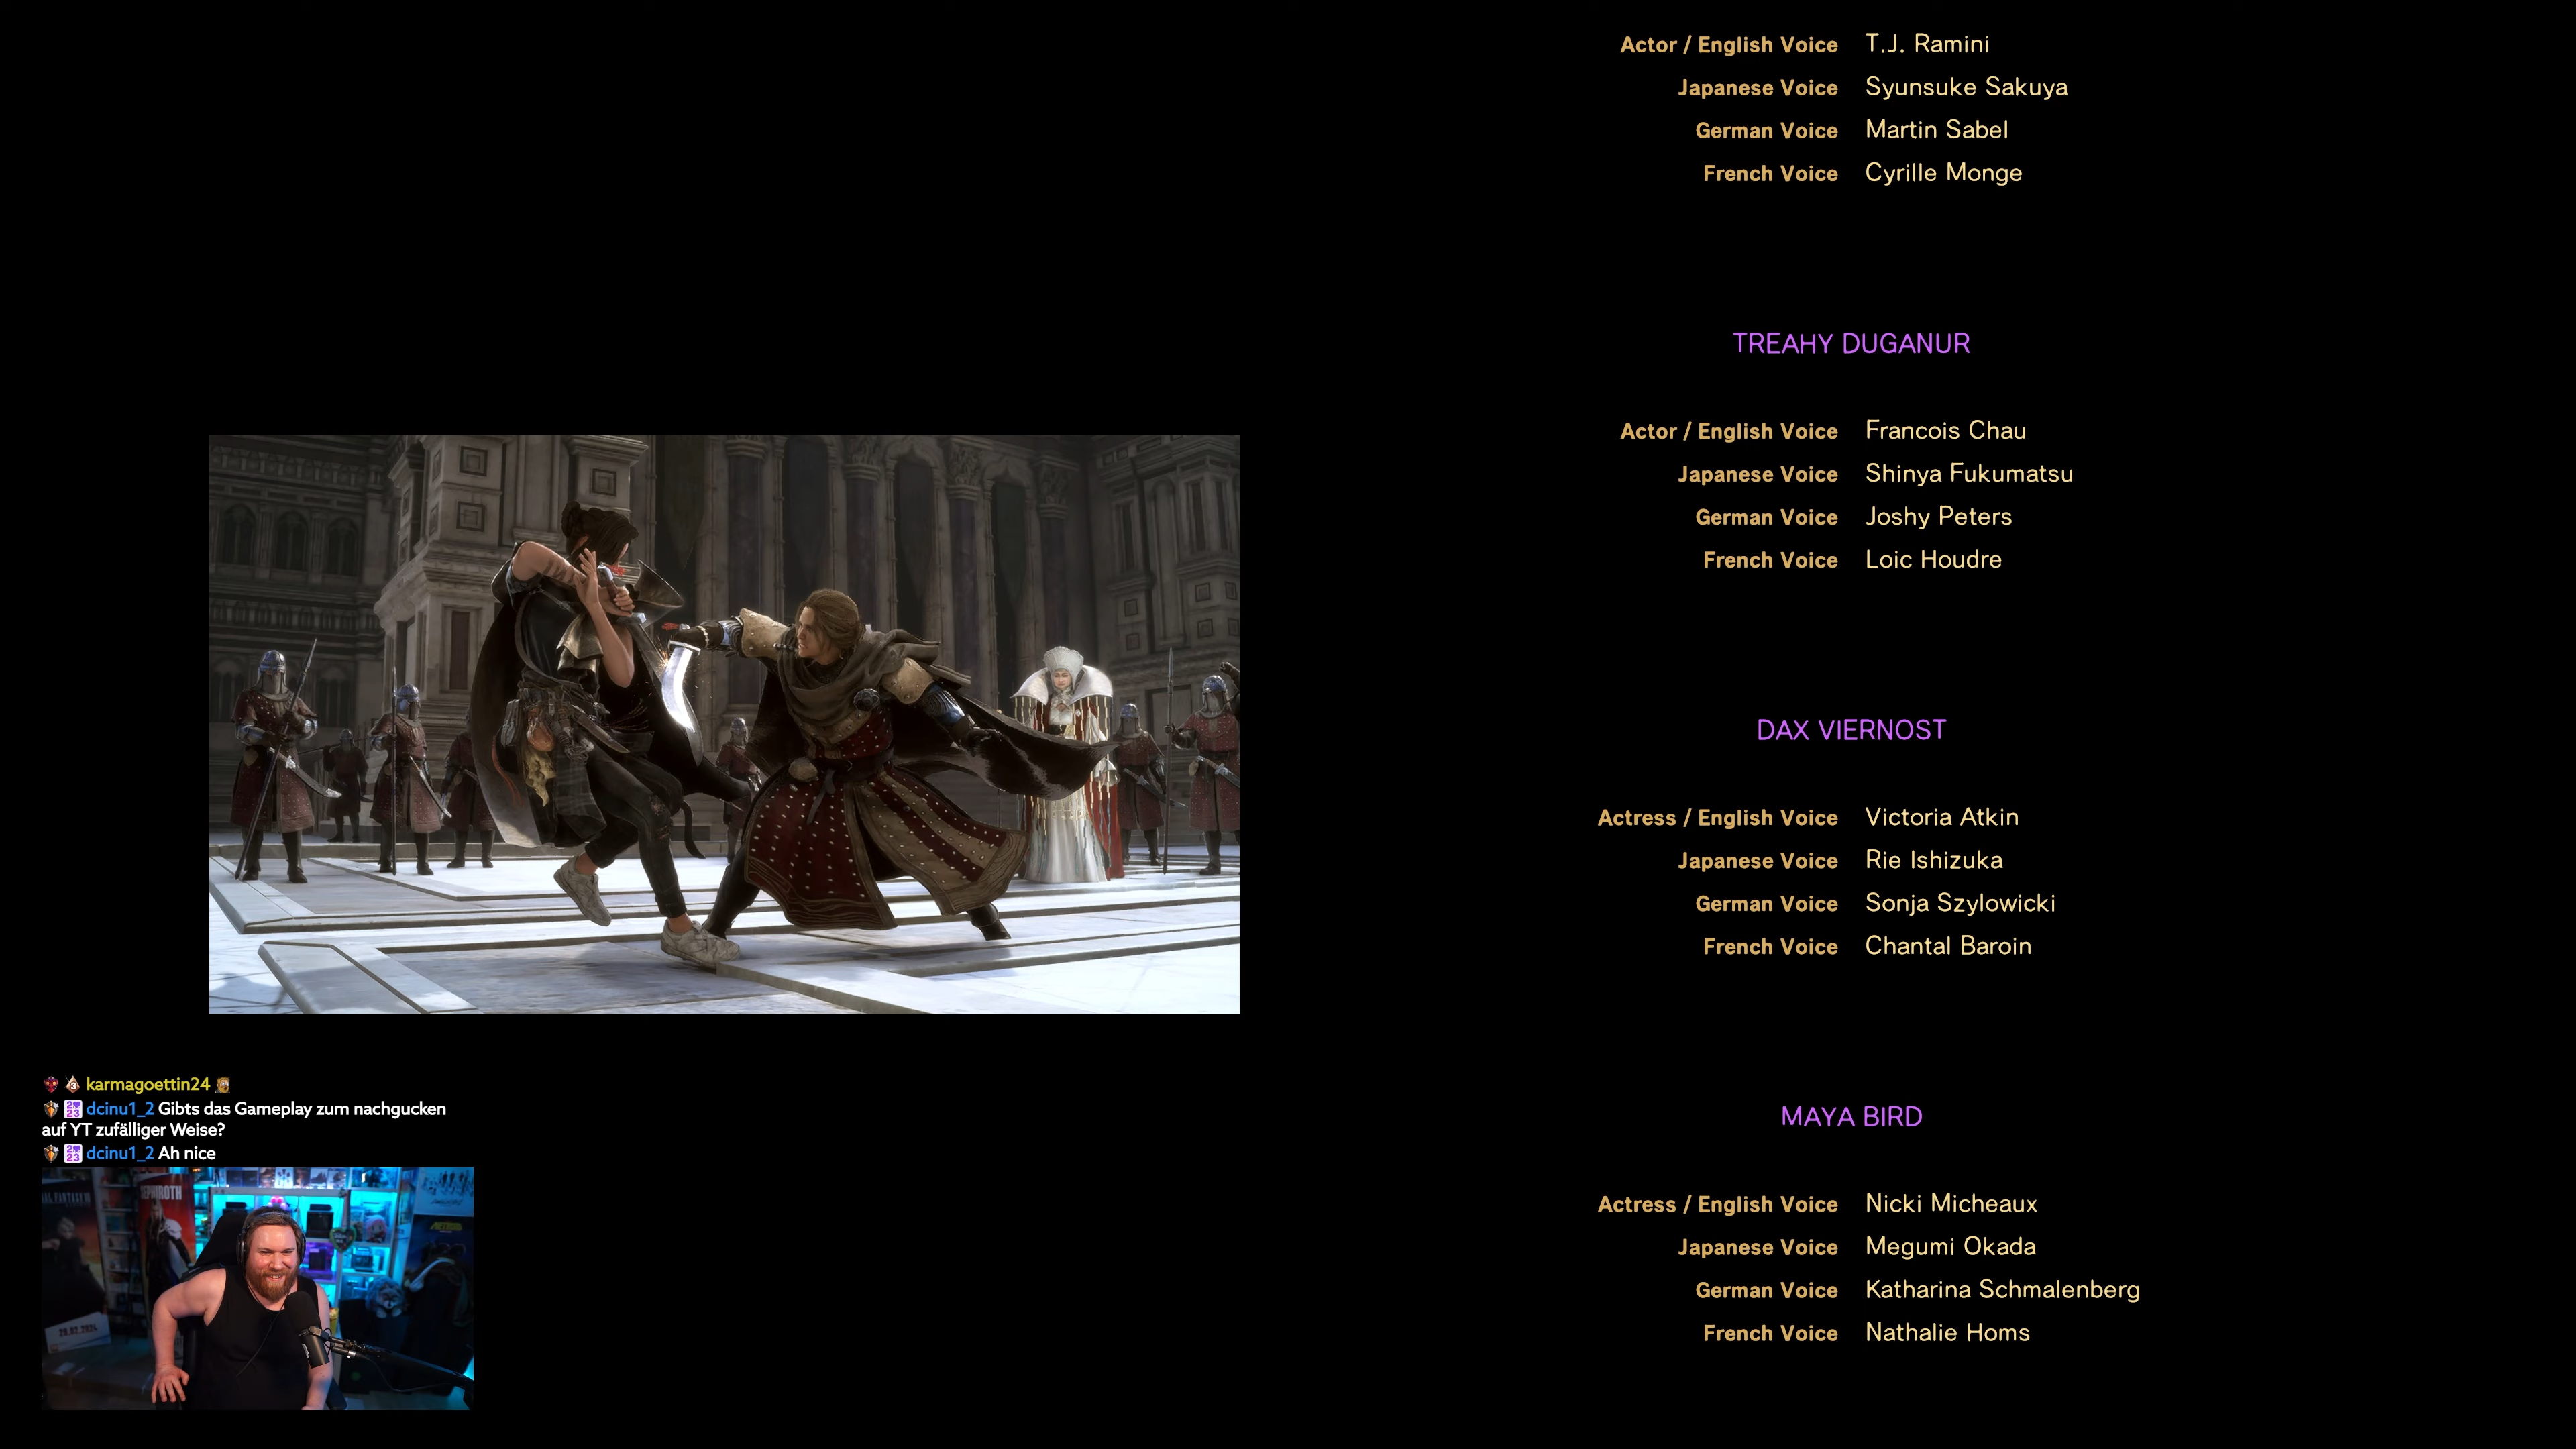 Actor / English Voice T.J. Ramini
Japanese Voice Syunsuke Sakuya
German Voice Martin Sabel
French Voice Cyrille Monge
TREAHY DUGANUR
Actor / English Voice Francois Chau
Japanese Voice Shinya Fukumatsu
German Voice Joshy Peters
French Voice Loic Houdre
DAX VIERNOST
Actress / English Voice Victoria Atkin
Japanese Voice Rie Ishizuka
German Voice Sonja Szylowicki
French Voice Chantal Baroin
MAYA BIRD
Actress / English Voice Nicki Micheaux
Japanese Voice Megumi Okada
German Voice Katharina Schmalenberg
French Voice Nathalie Homs
karmagoettin24
dcinu1_2 Gibts das Gameplay zum nachgucken
auf YT zufälliger Weise?
dcinu1_2 Ah nice
SEPHIROTH